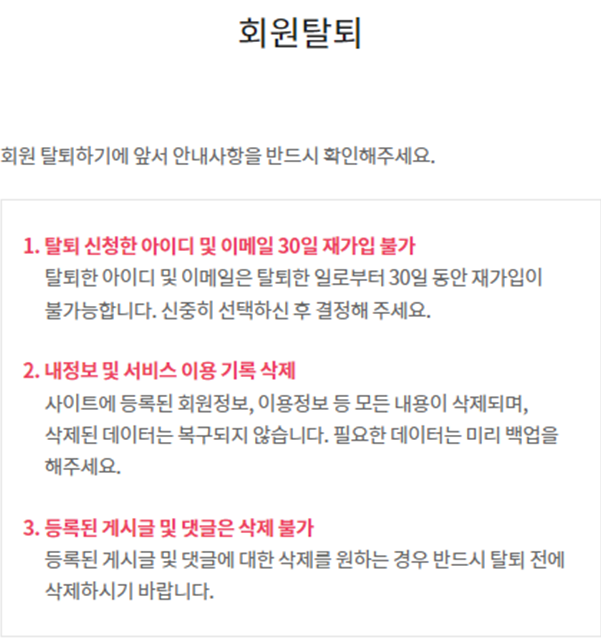 회원탈퇴
회원 탈퇴하기에 앞서 안내사항을 반드시 확인해주세요.
1. 탈퇴 신청한 아이디 및 이메일 30일 재가입 불가
탈퇴한 아이디 및 이메일은 탈퇴한 일로부터 30일 동안 재가입이
불가능합니다. 신중히 선택하신 후 결정해 주세요.
2. 내정보 및 서비스 이용 기록 삭제
사이트에 등록된 회원정보, 이용정보 등 모든 내용이 삭제되며,
삭제된 데이터는 복구되지 않습니다. 필요한 데이터는 미리 백업을
해주세요.
3. 등록된 게시글 및 댓글은 삭제 불가
등록된 게시글 및 댓글에 대한 삭제를 원하는 경우 반드시 탈퇴 전에
삭제하시기 바랍니다.